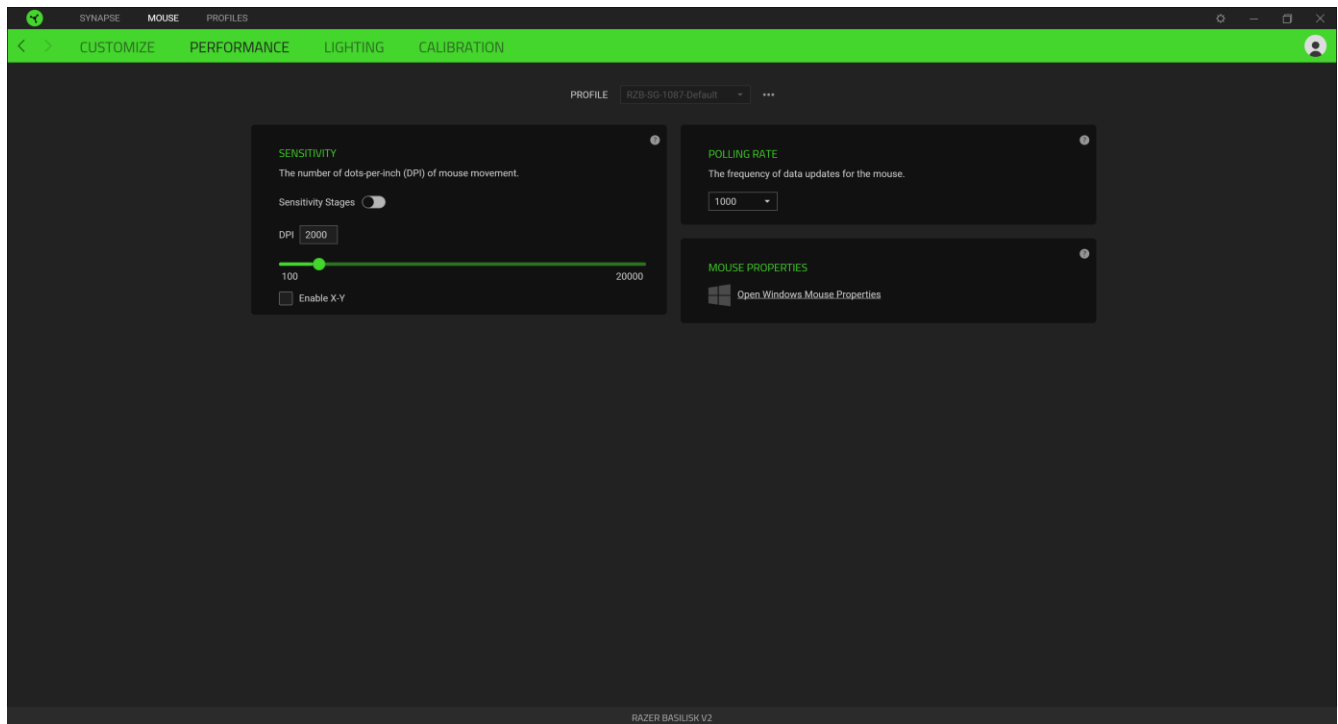 SYNAPSE MOUSE PROFILES
CUSTOMIZE PERFORMANCE LIGHTING CALIBRATION
PROFILE RZB-SG-1087-Default
SENSITIVITY
The number of dots-per-inch (DPI) of mouse movement.
Sensitivity Stages
DPI 2000
100 20000
Enable X-Y
POLLING RATE
The frequency of data updates for the mouse.
1000
MOUSE PROPERTIES
Open Windows Mouse Properties
RAZER BASILISK V2